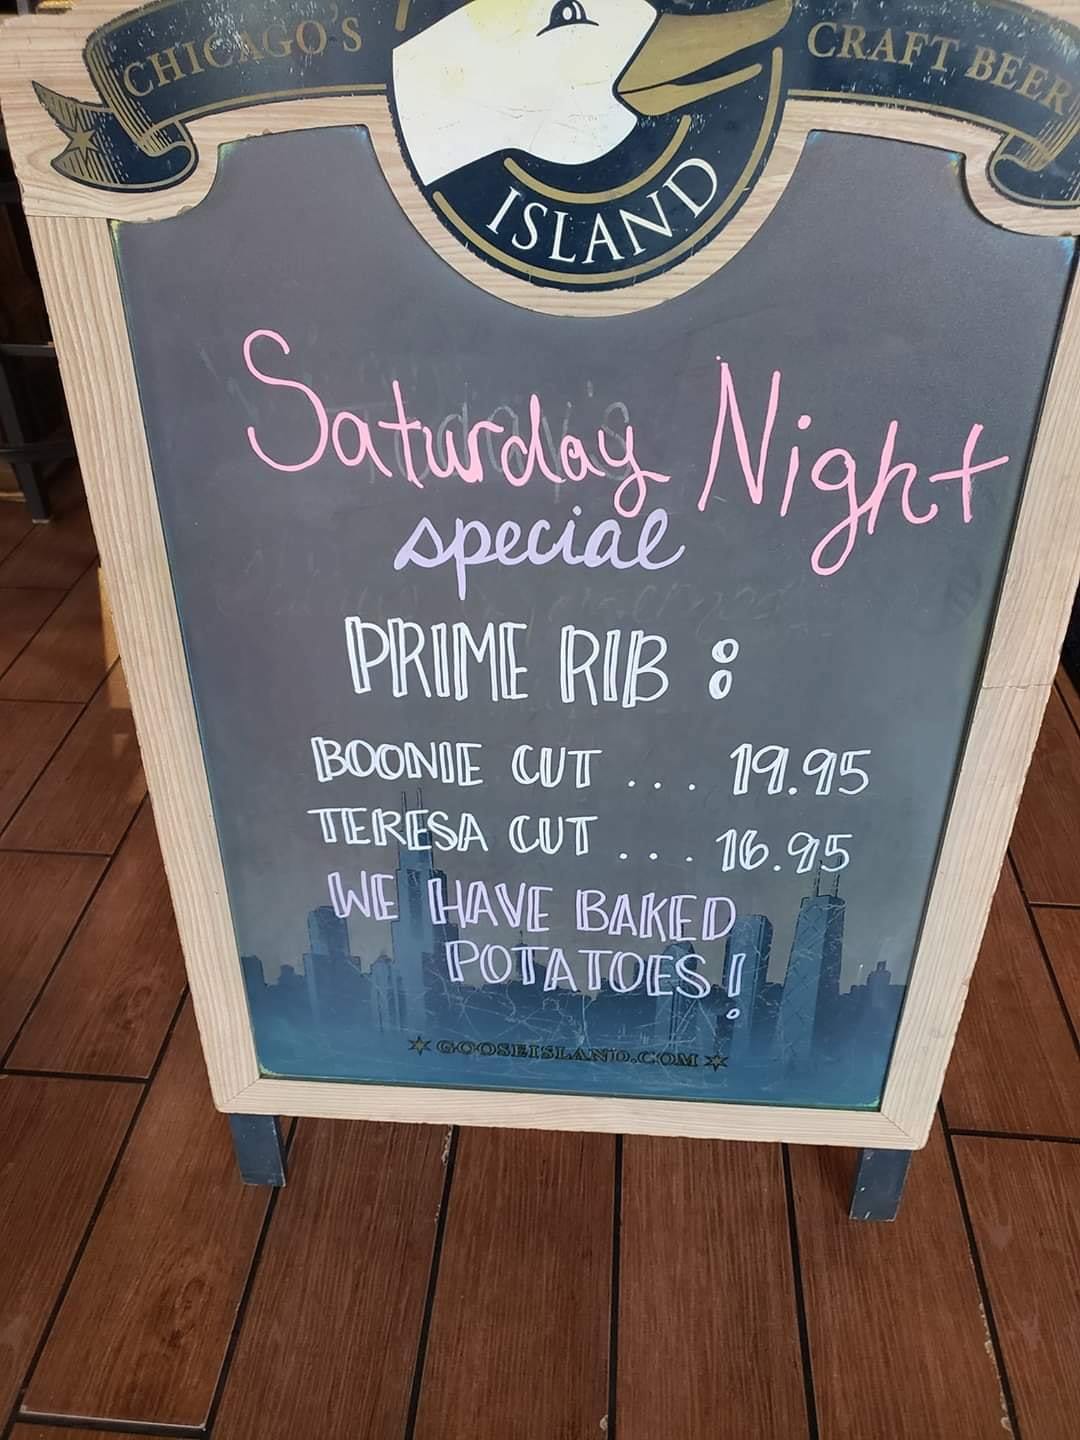 CHICAGO'S CRAFT BEER
ISLAND
Saturday Night
special
PRIME RIB :
BOONIE CUT ... 19.95
TERESA CUT ... 16.95
WE HAVE BAKED
POTATOES!
GOOSEISLAND.COM